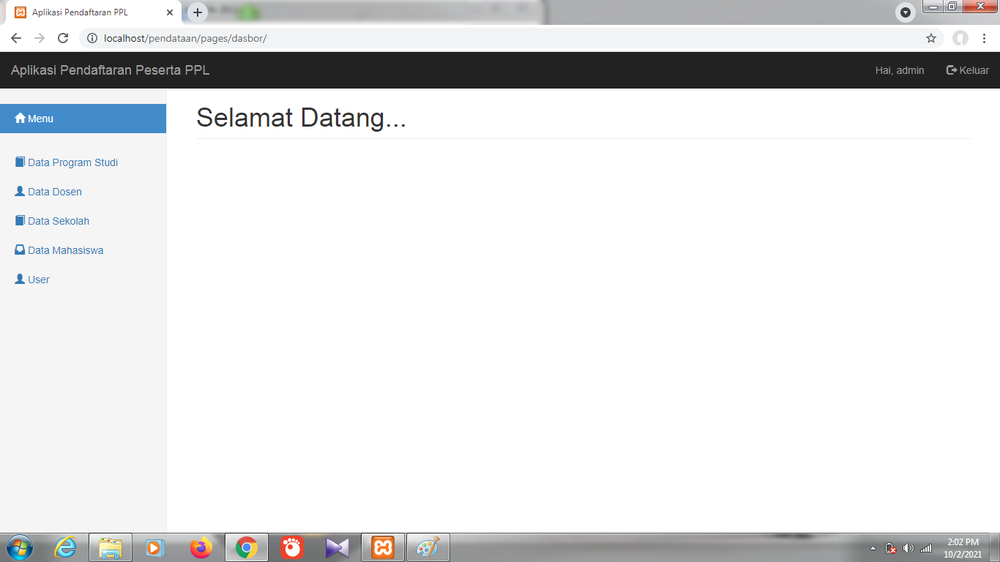 Aplikasi Pendaftaran PPL
localhost/pendataan/pages/dasbor/
Aplikasi Pendaftaran Peserta PPL
Hai, admin
Keluar
Menu
Selamat Datang...
Data Program Studi
Data Dosen
Data Sekolah
Data Mahasiswa
User
2:02 PM
10/2/2021